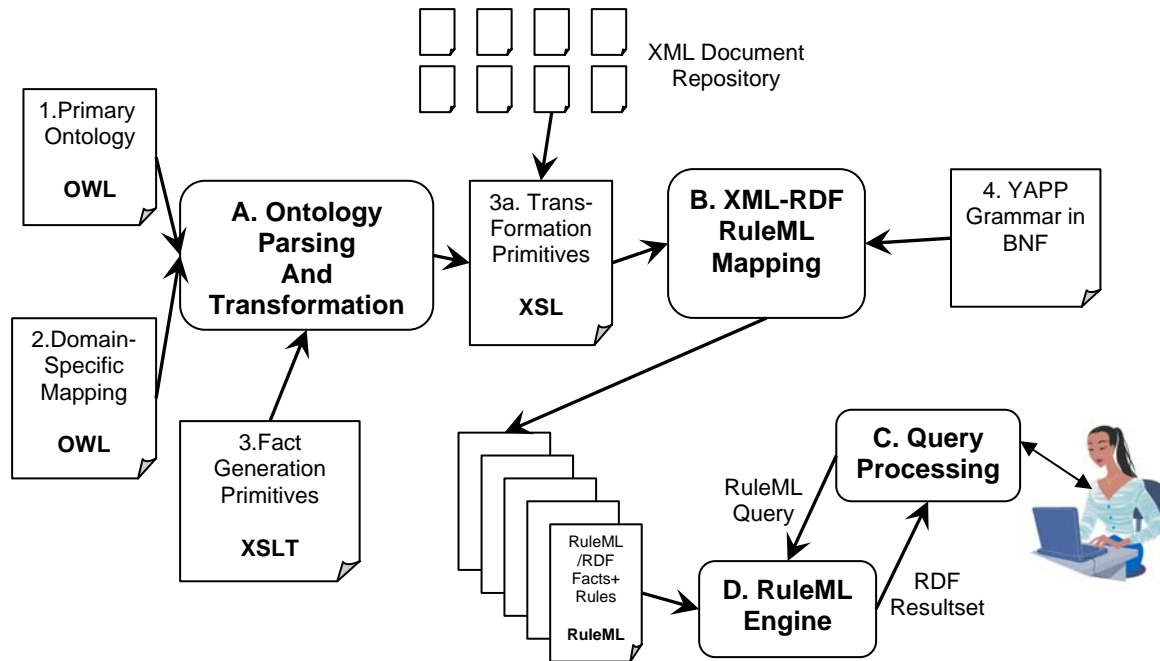 XML Document
Repository
1.Primary
Ontology
OWL
A. Ontology
Parsing
And
Transformation
3a. Trans-
Formation
Primitives
XSL
B. XML-RDF
RuleML
Mapping
4. YAPP
Grammar in
BNF
2.Domain-
Specific
Mapping
OWL
3.Fact
Generation
Primitives
XSLT
C. Query
Processing
RuleML
Query
RuleML
/RDF
Facts+
Rules
RuleML
D. RuleML
Engine
RDF
Resultset